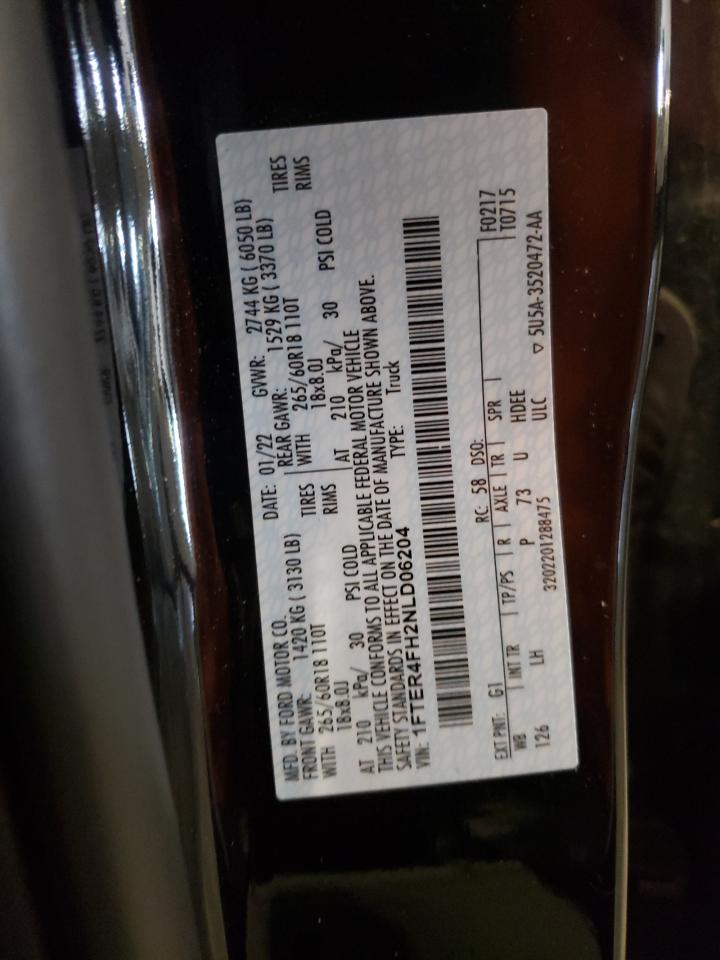 MFD. BY FORD MOTOR CO.
DATE: 01/22 GVWR: 2744 KG ( 6050 LB)
FRONT GAWR: 1420 KG ( 3130 LB)
REAR GAWR: 1529 KG ( 3370 LB)
WITH 265/60R18 110T TIRES
WITH 265/60R18 110T TIRES
18x8.0J RIMS
18x8.0J RIMS
AT 210 kPa/ 30 PSI COLD
AT 210 kPa/ 30 PSI COLD
THIS VEHICLE CONFORMS TO ALL APPLICABLE FEDERAL MOTOR VEHICLE
SAFETY STANDARDS IN EFFECT ON THE DATE OF MANUFACTURE SHOWN ABOVE.
VIN: 1FTER4FH2NLD06204 TYPE: Truck
EXT PNT: G1 RC: 58 DSO: F0217
WB INT TR TP/PS R AXLE TR SPR T0715
126 LH P 73 U HDEE
3202201288475 ULC ▽ 5U5A-3520472-AA